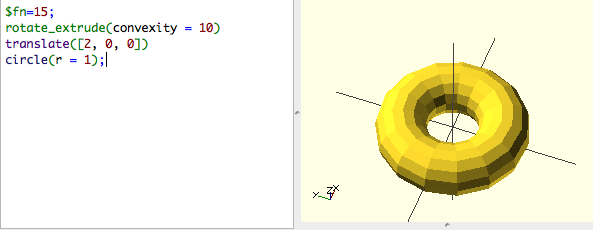 $fn=15;
rotate_extrude(convexity = 10)
translate([2, 0, 0])
circle(r = 1);
Y
Z
X